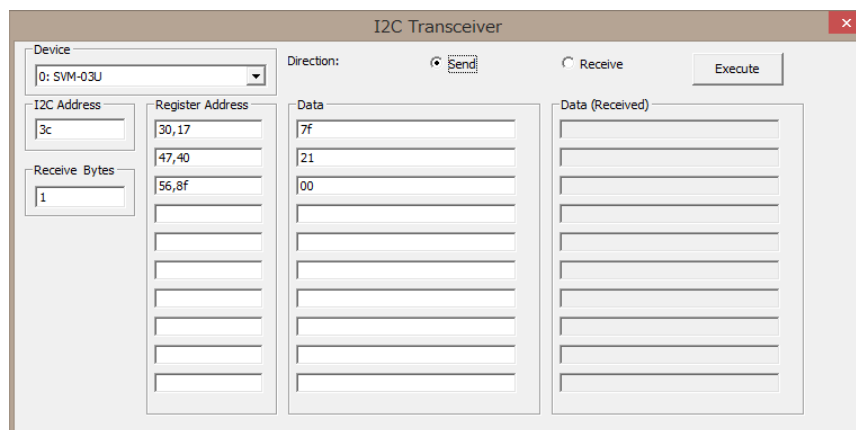 I2C Transceiver
Device
0: SVM-03U
Direction:
Send
Receive
Execute
I2C Address
3c
Receive Bytes
1
Register Address
30,17
47,40
56,8f
Data
7f
21
00
Data (Received)